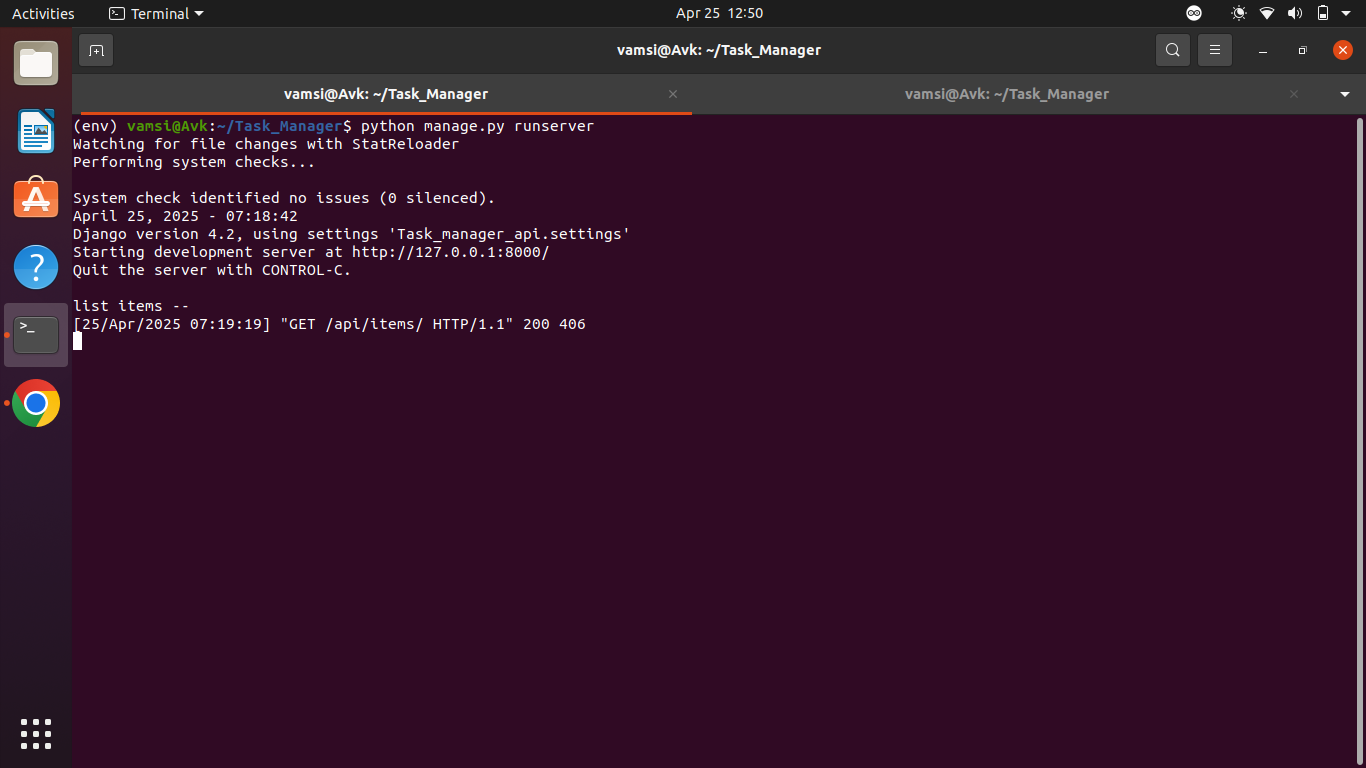 Activities
Terminal
Apr 25 12:50
vamsi@Avk: ~/Task_Manager
vamsi@Avk: ~/Task_Manager
vamsi@Avk: ~/Task_Manager
(env) vamsi@Avk:~/Task_Manager$ python manage.py runserver
Watching for file changes with StatReloader
Performing system checks...
System check identified no issues (0 silenced).
April 25, 2025 - 07:18:42
Django version 4.2, using settings 'Task_manager_api.settings'
Starting development server at http://127.0.0.1:8000/
Quit the server with CONTROL-C.
list items --
[25/Apr/2025 07:19:19] "GET /api/items/ HTTP/1.1" 200 406